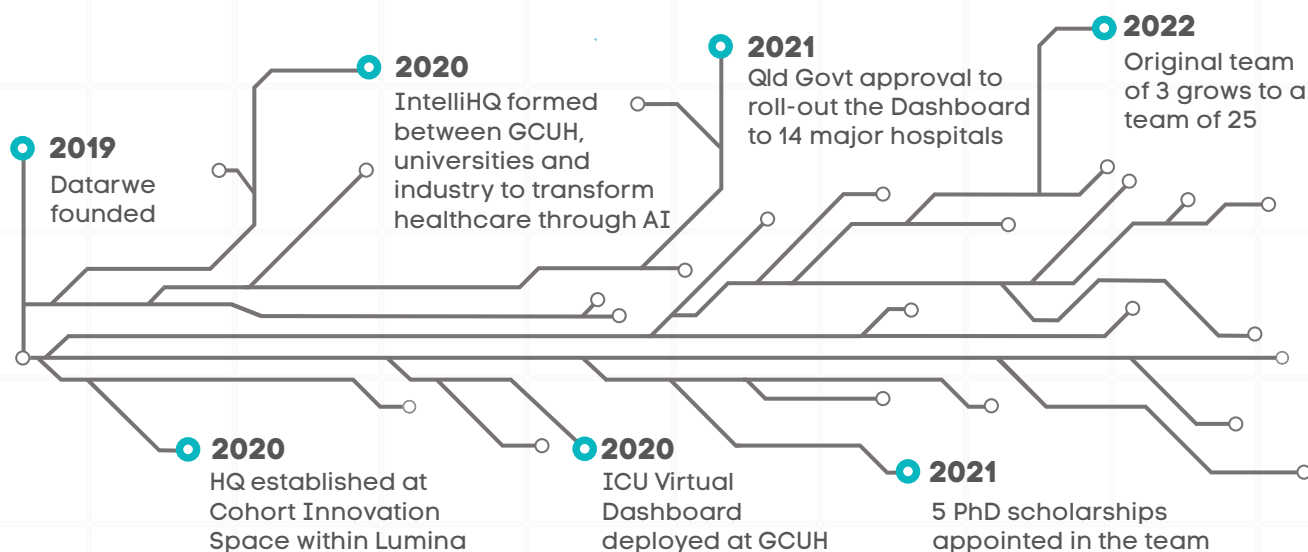 2019
Datarwe
founded
2020
IntelliHQ formed
between GCUH,
universities and
industry to transform
healthcare through AI
2021
Qld Govt approval to
roll-out the Dashboard
to 14 major hospitals
2022
Original team
of 3 grows to a
team of 25
2020
HQ established at
Cohort Innovation
Space within Lumina
2020
ICU Virtual
Dashboard
deployed at GCUH
2021
5 PhD scholarships
appointed in the team